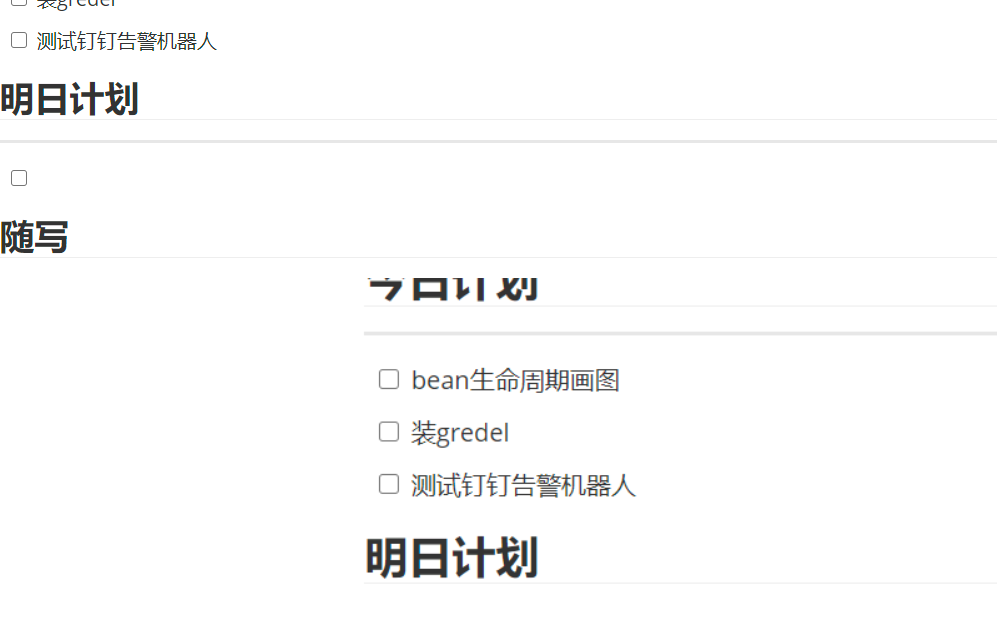 装gredel
测试钉钉告警机器人
明日计划
随写
今日计划
bean生命周期画图
装gredel
测试钉钉告警机器人
明日计划